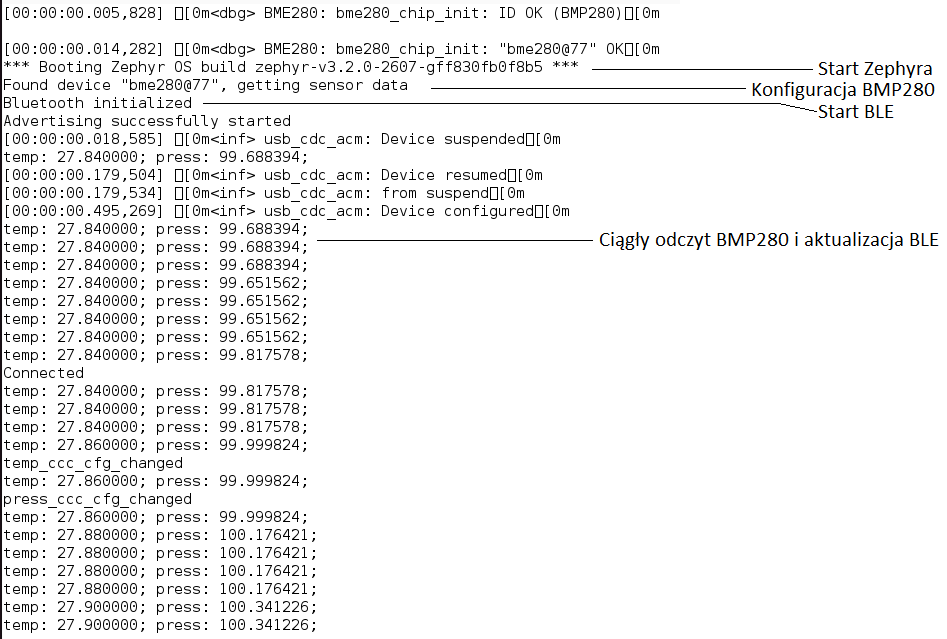 [00:00:00.005,828] □[0m<dbg> BME280: bme280_chip_init: ID OK (BMP280)□[0m
[00:00:00.014,282] □[0m<dbg> BME280: bme280_chip_init: "bme280@77" OK□[0m
*** Booting Zephyr OS build zephyr-v3.2.0-2607-gff830fb0f8b5 *** Start Zephyra
Found device "bme280@77", getting sensor data Konfiguracja BMP280
Bluetooth initialized Start BLE
Advertising successfully started
[00:00:00.018,585] □[0m<inf> usb_cdc_acm: Device suspended□[0m
temp: 27.840000; press: 99.688394;
[00:00:00.179,504] □[0m<inf> usb_cdc_acm: Device resumed□[0m
[00:00:00.179,534] □[0m<inf> usb_cdc_acm: from suspend□[0m
[00:00:00.495,269] □[0m<inf> usb_cdc_acm: Device configured□[0m
temp: 27.840000; press: 99.688394;
temp: 27.840000; press: 99.688394; Ciągły odczyt BMP280 i aktualizacja BLE
temp: 27.840000; press: 99.688394;
temp: 27.840000; press: 99.651562;
temp: 27.840000; press: 99.651562;
temp: 27.840000; press: 99.651562;
temp: 27.840000; press: 99.651562;
temp: 27.840000; press: 99.817578;
Connected
temp: 27.840000; press: 99.817578;
temp: 27.840000; press: 99.817578;
temp: 27.840000; press: 99.817578;
temp: 27.860000; press: 99.999824;
temp_ccc_cfg_changed
temp: 27.860000; press: 99.999824;
press_ccc_cfg_changed
temp: 27.860000; press: 99.999824;
temp: 27.880000; press: 100.176421;
temp: 27.880000; press: 100.176421;
temp: 27.880000; press: 100.176421;
temp: 27.880000; press: 100.176421;
temp: 27.900000; press: 100.341226;
temp: 27.900000; press: 100.341226;